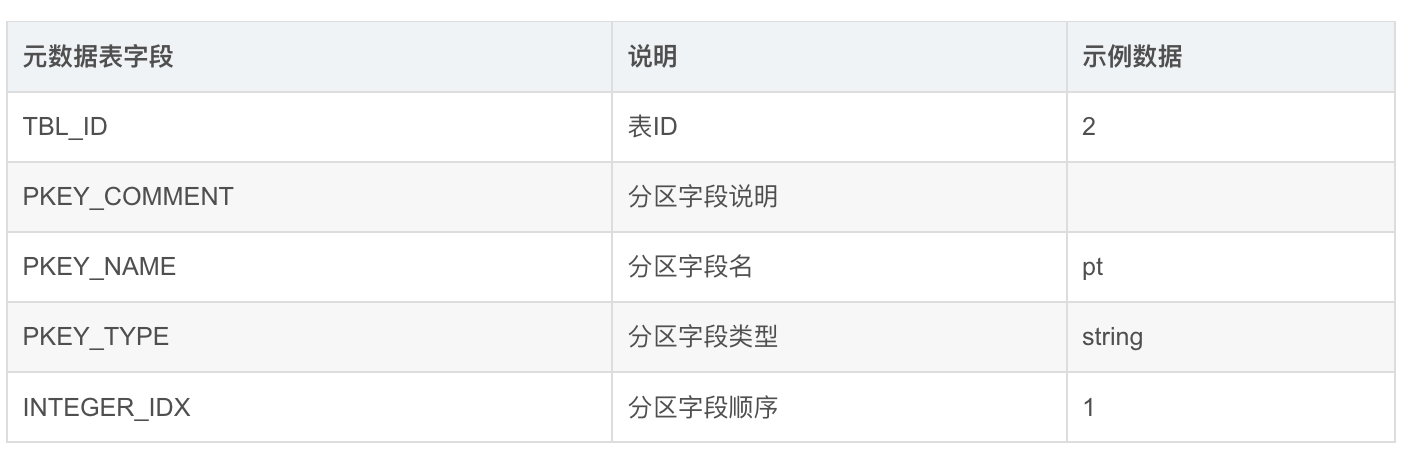 元数据表字段 说明 示例数据
TBL_ID 表ID 2
PKEY_COMMENT 分区字段说明
PKEY_NAME 分区字段名 pt
PKEY_TYPE 分区字段类型 string
INTEGER_IDX 分区字段顺序 1